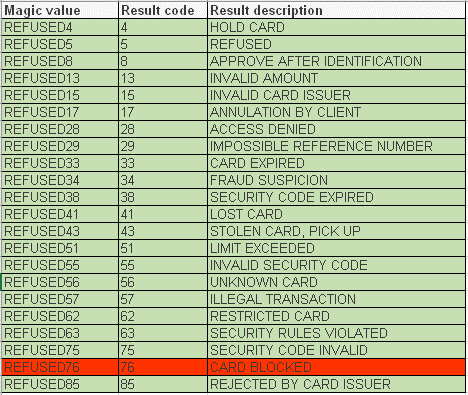 Magic value Result code Result description
REFUSED4 4 HOLD CARD
REFUSED5 5 REFUSED
REFUSED8 8 APPROVE AFTER IDENTIFICATION
REFUSED13 13 INVALID AMOUNT
REFUSED15 15 INVALID CARD ISSUER
REFUSED17 17 ANNULATION BY CLIENT
REFUSED28 28 ACCESS DENIED
REFUSED29 29 IMPOSSIBLE REFERENCE NUMBER
REFUSED33 33 CARD EXPIRED
REFUSED34 34 FRAUD SUSPICION
REFUSED38 38 SECURITY CODE EXPIRED
REFUSED41 41 LOST CARD
REFUSED43 43 STOLEN CARD, PICK UP
REFUSED51 51 LIMIT EXCEEDED
REFUSED55 55 INVALID SECURITY CODE
REFUSED56 56 UNKNOWN CARD
REFUSED57 57 ILLEGAL TRANSACTION
REFUSED62 62 RESTRICTED CARD
REFUSED63 63 SECURITY RULES VIOLATED
REFUSED75 75 SECURITY CODE INVALID
REFUSED76 76 CARD BLOCKED
REFUSED85 85 REJECTED BY CARD ISSUER